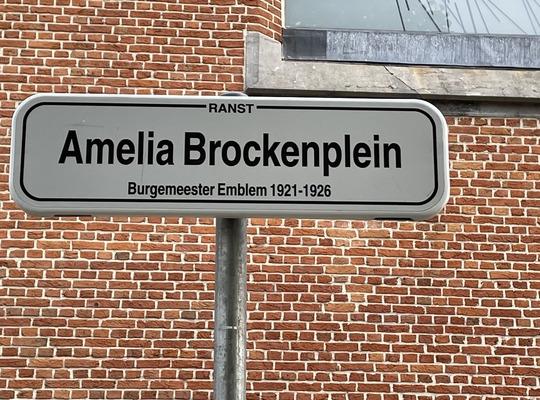 RANST
Amelia Brockenplein
Burgemeester Emblem 1921-1926